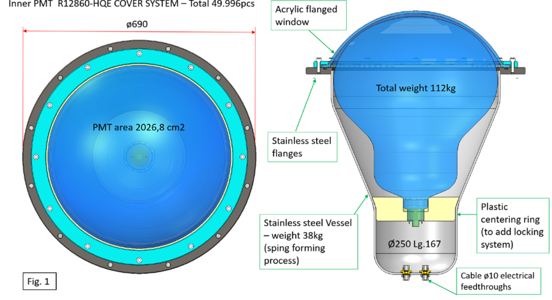 Inner PMT R12860-HQE COVER SYSTEM – Total 49.996pcs
ø690
PMT area 2026,8 cm2
Fig. 1
Acrylic flanged
window
Total weight 112kg
Stainless steel
flanges
Stainless steel Vessel
– weight 38kg
(sping forming
process)
Plastic
centering ring
(to add locking
system)
Ø250 Lg.167
Cable ø10 electrical
feedthroughs